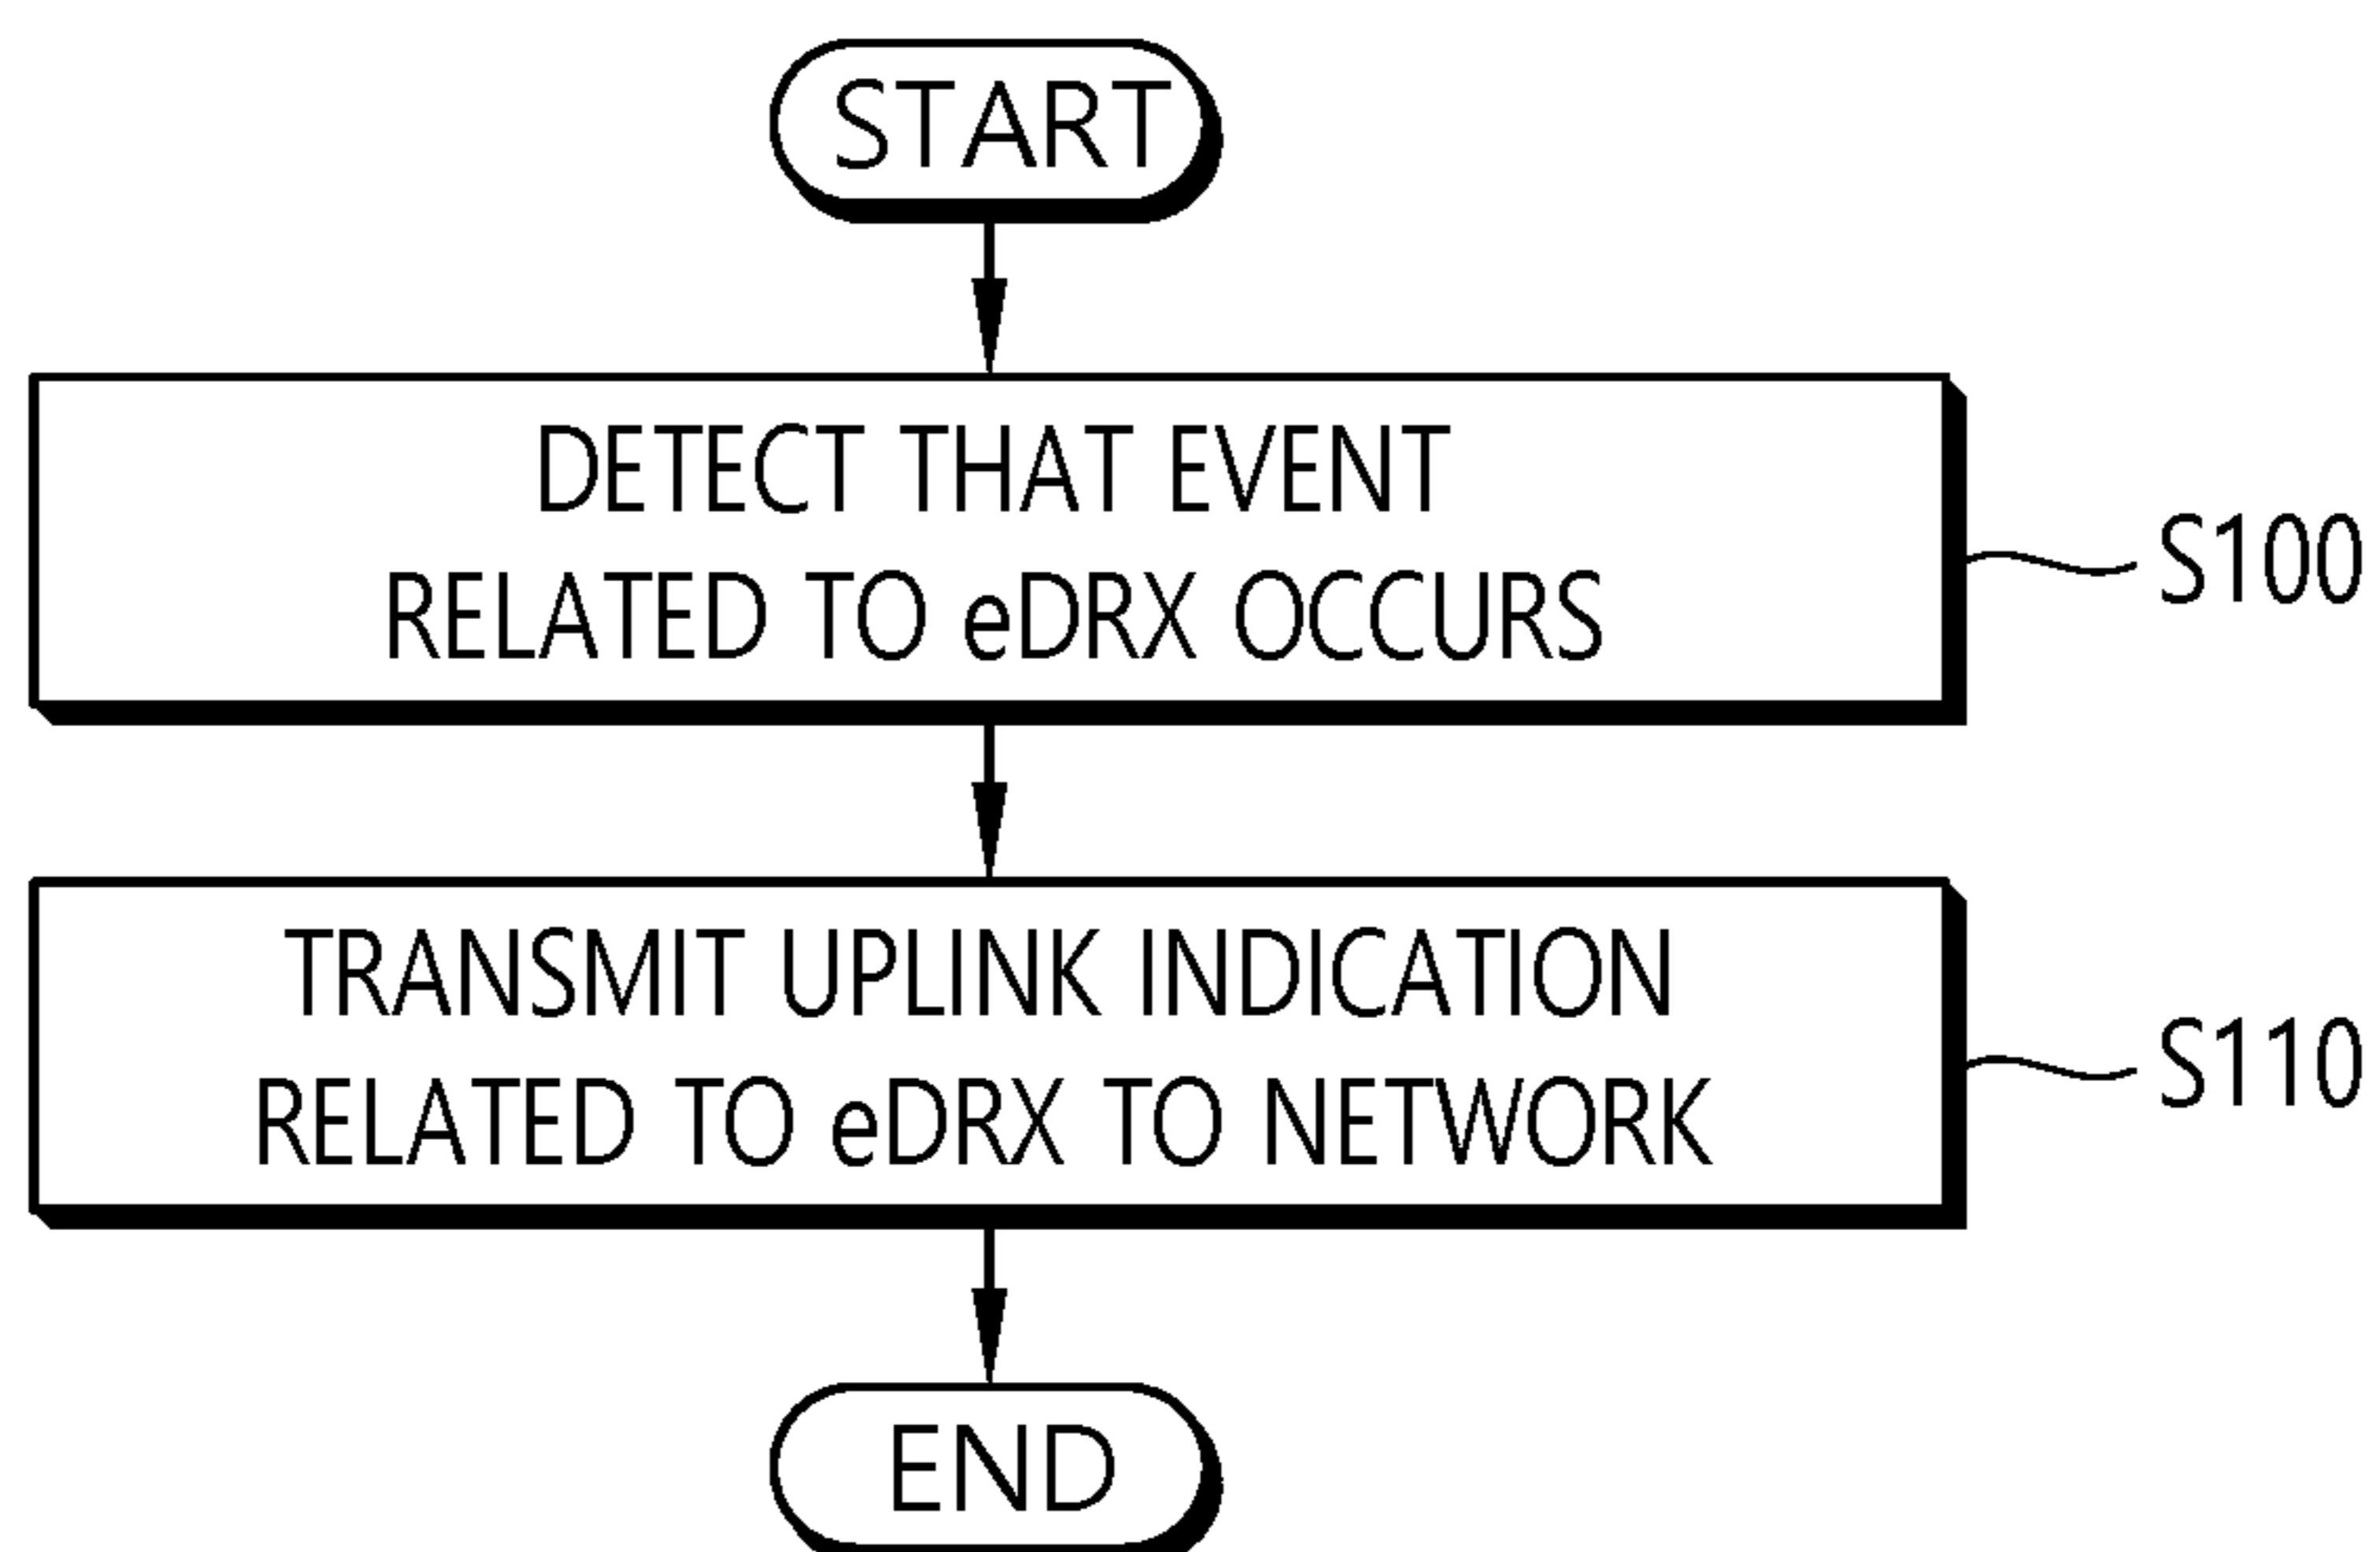 START
DETECT THAT EVENT
RELATED TO eDRX OCCURS
S100
TRANSMIT UPLINK INDICATION
RELATED TO eDRX TO NETWORK
S110
END